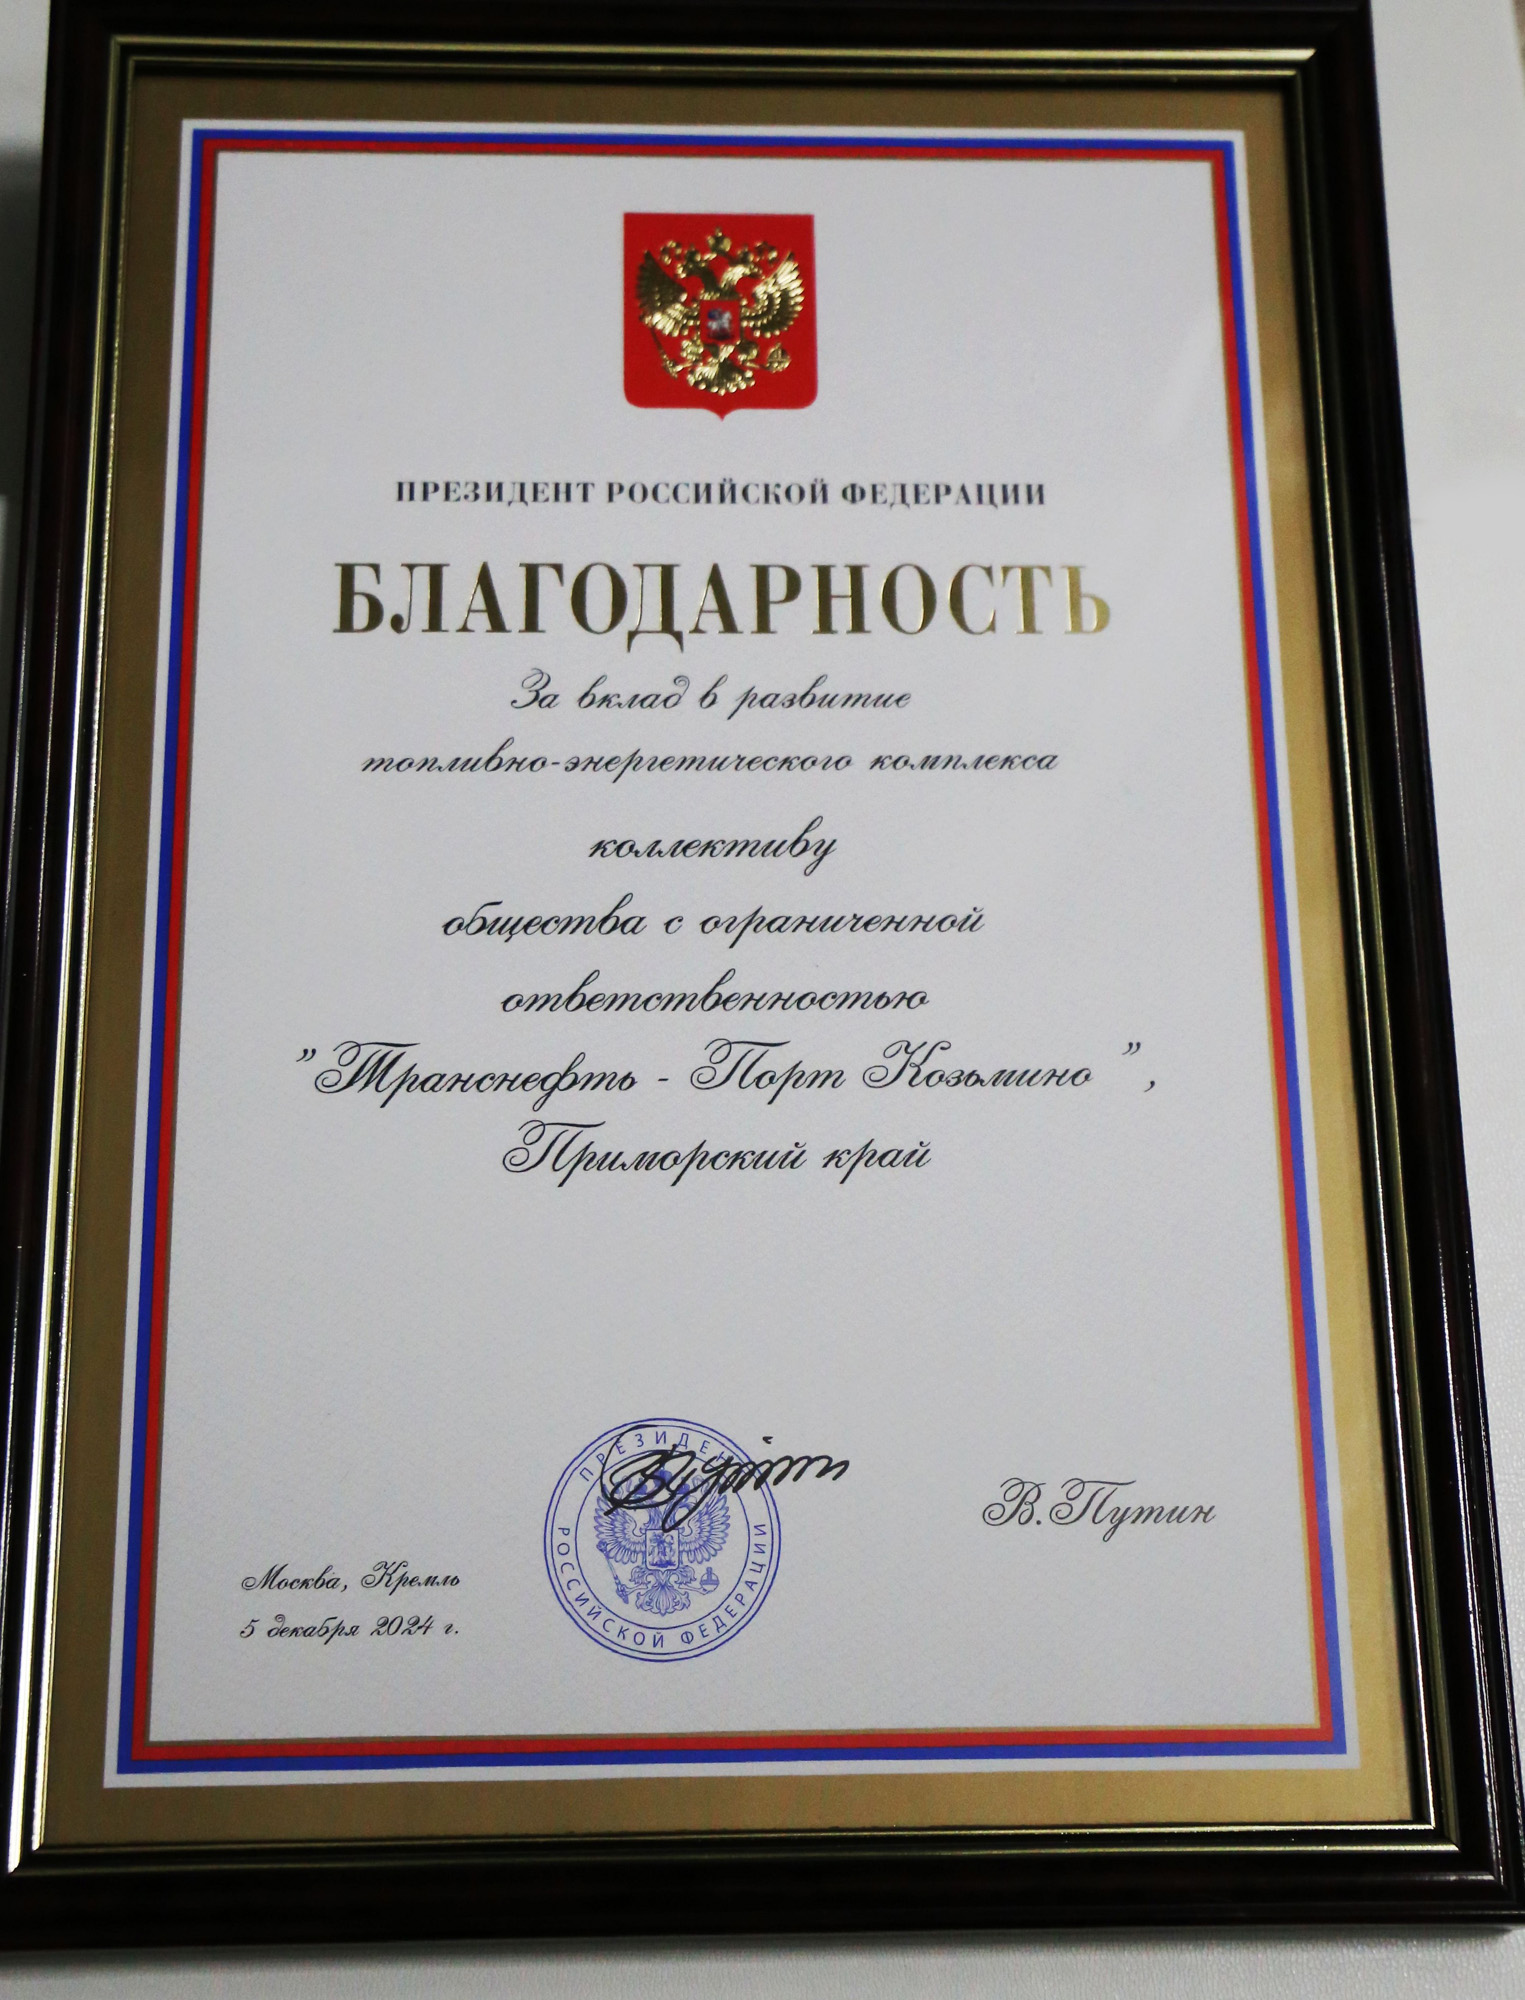 ПРЕЗИДЕНТ РОССИЙСКОЙ ФЕДЕРАЦИИ
БЛАГОДАРНОСТЬ
За вклад в развитие
топливно-энергетического комплекса
коллективу
общества с ограниченной
ответственностью
"Транснефть - Порт Козьмино",
Приморский край
ПРЕЗИДЕНТ
РОССИЙСКОЙ ФЕДЕРАЦИИ
В.Путин
Москва, Кремль
5 декабря 2024 г.